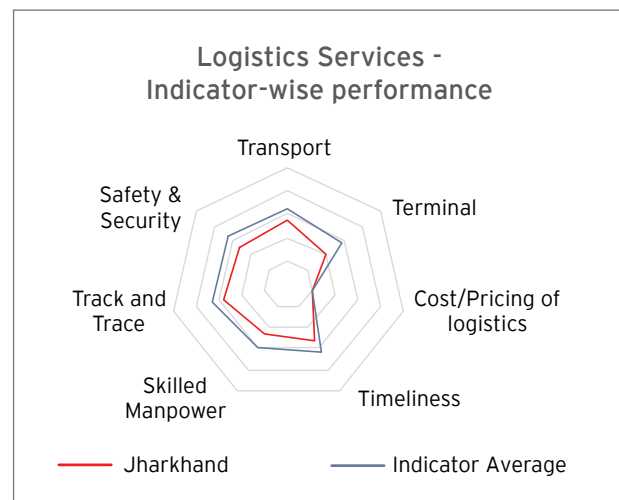 Logistics Services -
Indicator-wise performance
Transport
Safety &
Security
Terminal
Track and
Trace
Cost/Pricing of
logistics
Skilled
Manpower
Timeliness
Jharkhand
Indicator Average